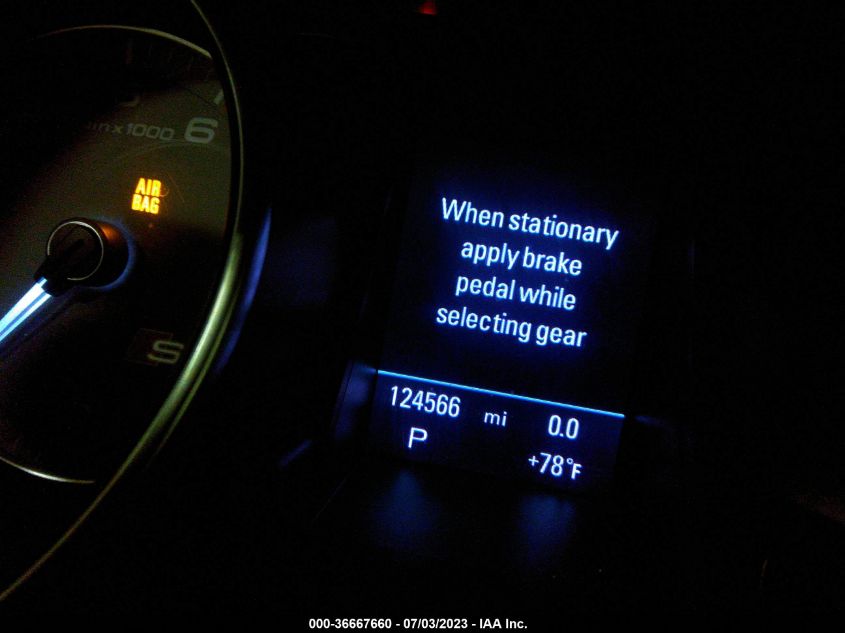 x1000 6
AIR
BAG
S
When stationary
apply brake
pedal while
selecting gear
124566 mi 0.0
P +78°F
000-36667660 - 07/03/2023 - IAA Inc.